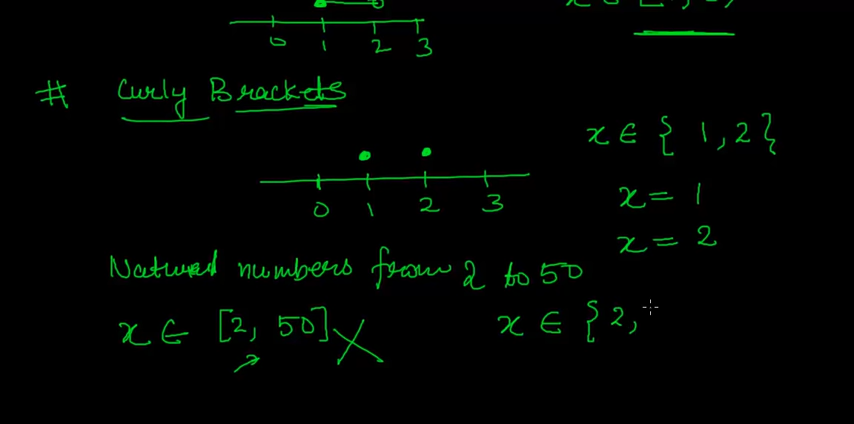 0 1 2 3
# Curly Brackets
x ∈ { 1, 2 }
0 1 2 3
x = 1
x = 2
Natural numbers from 2 to 50
x ∈ [2, 50]
x ∈ { 2,